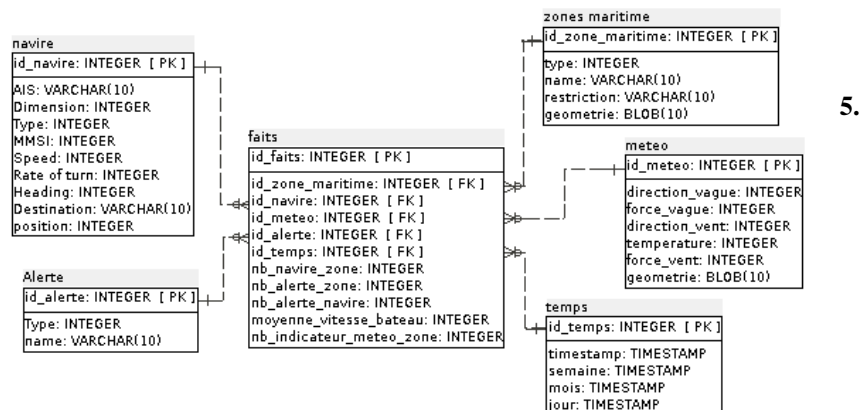 navire
id_navire: INTEGER [ PK ]
AIS: VARCHAR(10)
Dimension: INTEGER
Type: INTEGER
MMSI: INTEGER
Speed: INTEGER
Rate of turn: INTEGER
Heading: INTEGER
Destination: VARCHAR(10)
position: INTEGER
Alerte
id_alerte: INTEGER [ PK ]
Type: INTEGER
name: VARCHAR(10)
faits
id_faits: INTEGER [ PK ]
id_zone_maritime: INTEGER [ FK ]
id_navire: INTEGER [ FK ]
id_meteo: INTEGER [ FK ]
id_alerte: INTEGER [ FK ]
id_temps: INTEGER [ FK ]
nb_navire_zone: INTEGER
nb_alerte_zone: INTEGER
nb_alerte_navire: INTEGER
moyenne_vitesse_bateau: INTEGER
nb_indicateur_meteo_zone: INTEGER
zones maritime
id_zone_maritime: INTEGER [ PK ]
type: INTEGER
name: VARCHAR(10)
restriction: VARCHAR(10)
geometrie: BLOB(10)
meteo
id_meteo: INTEGER [ PK ]
direction_vague: INTEGER
force_vague: INTEGER
direction_vent: INTEGER
temperature: INTEGER
force_vent: INTEGER
geometrie: BLOB(10)
temps
id_temps: INTEGER [ PK ]
timestamp: TIMESTAMP
semaine: TIMESTAMP
mois: TIMESTAMP
jour: TIMESTAMP
5.